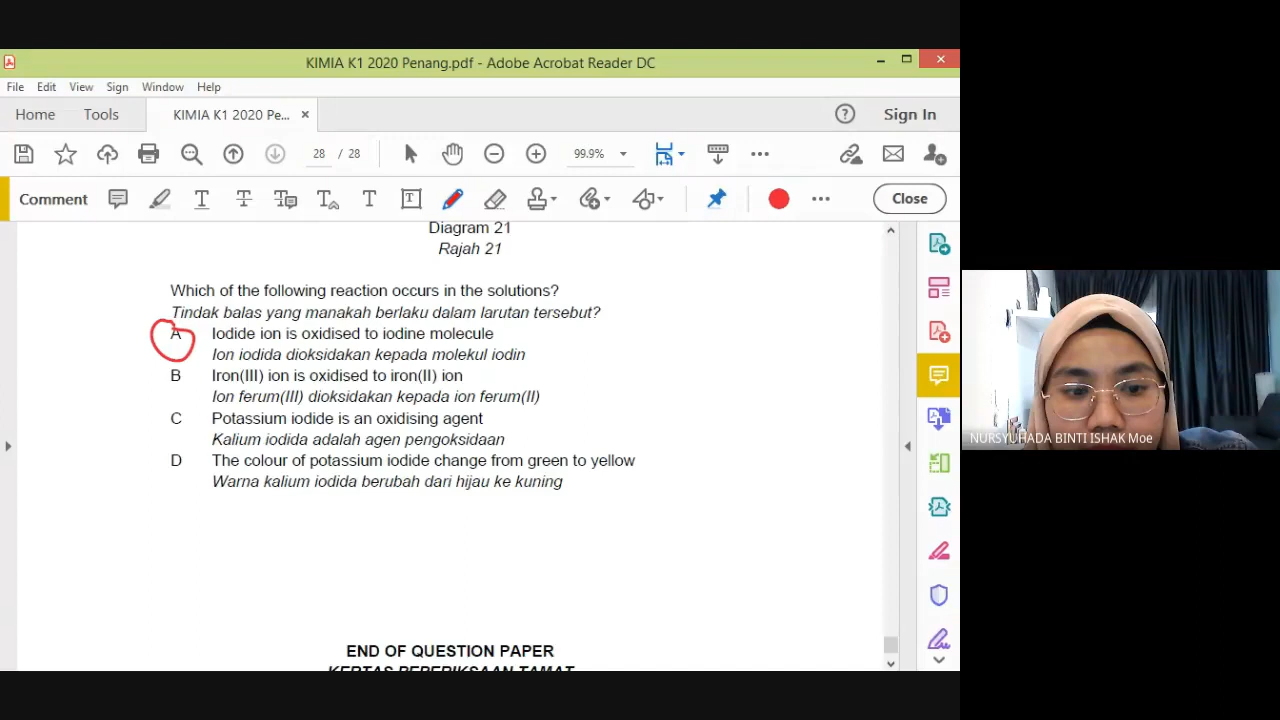 KIMIA K1 2020 Penang.pdf - Adobe Acrobat Reader DC
File Edit View Sign Window Help
Home Tools KIMIA K1 2020 Pe... × Sign In
28 / 28 99.9%
Comment Close
Diagram 21
Rajah 21
Which of the following reaction occurs in the solutions?
Tindak balas yang manakah berlaku dalam larutan tersebut?
A Iodide ion is oxidised to iodine molecule
Ion iodida dioksidakan kepada molekul iodin
B Iron(III) ion is oxidised to iron(II) ion
Ion ferum(III) dioksidakan kepada ion ferum(II)
C Potassium iodide is an oxidising agent
Kalium iodida adalah agen pengoksidaan
D The colour of potassium iodide change from green to yellow
Warna kalium iodida berubah dari hijau ke kuning
END OF QUESTION PAPER
KERTAS PEPERIKSAAN TAMAT
NURSYUHADA BINTI ISHAK Moe